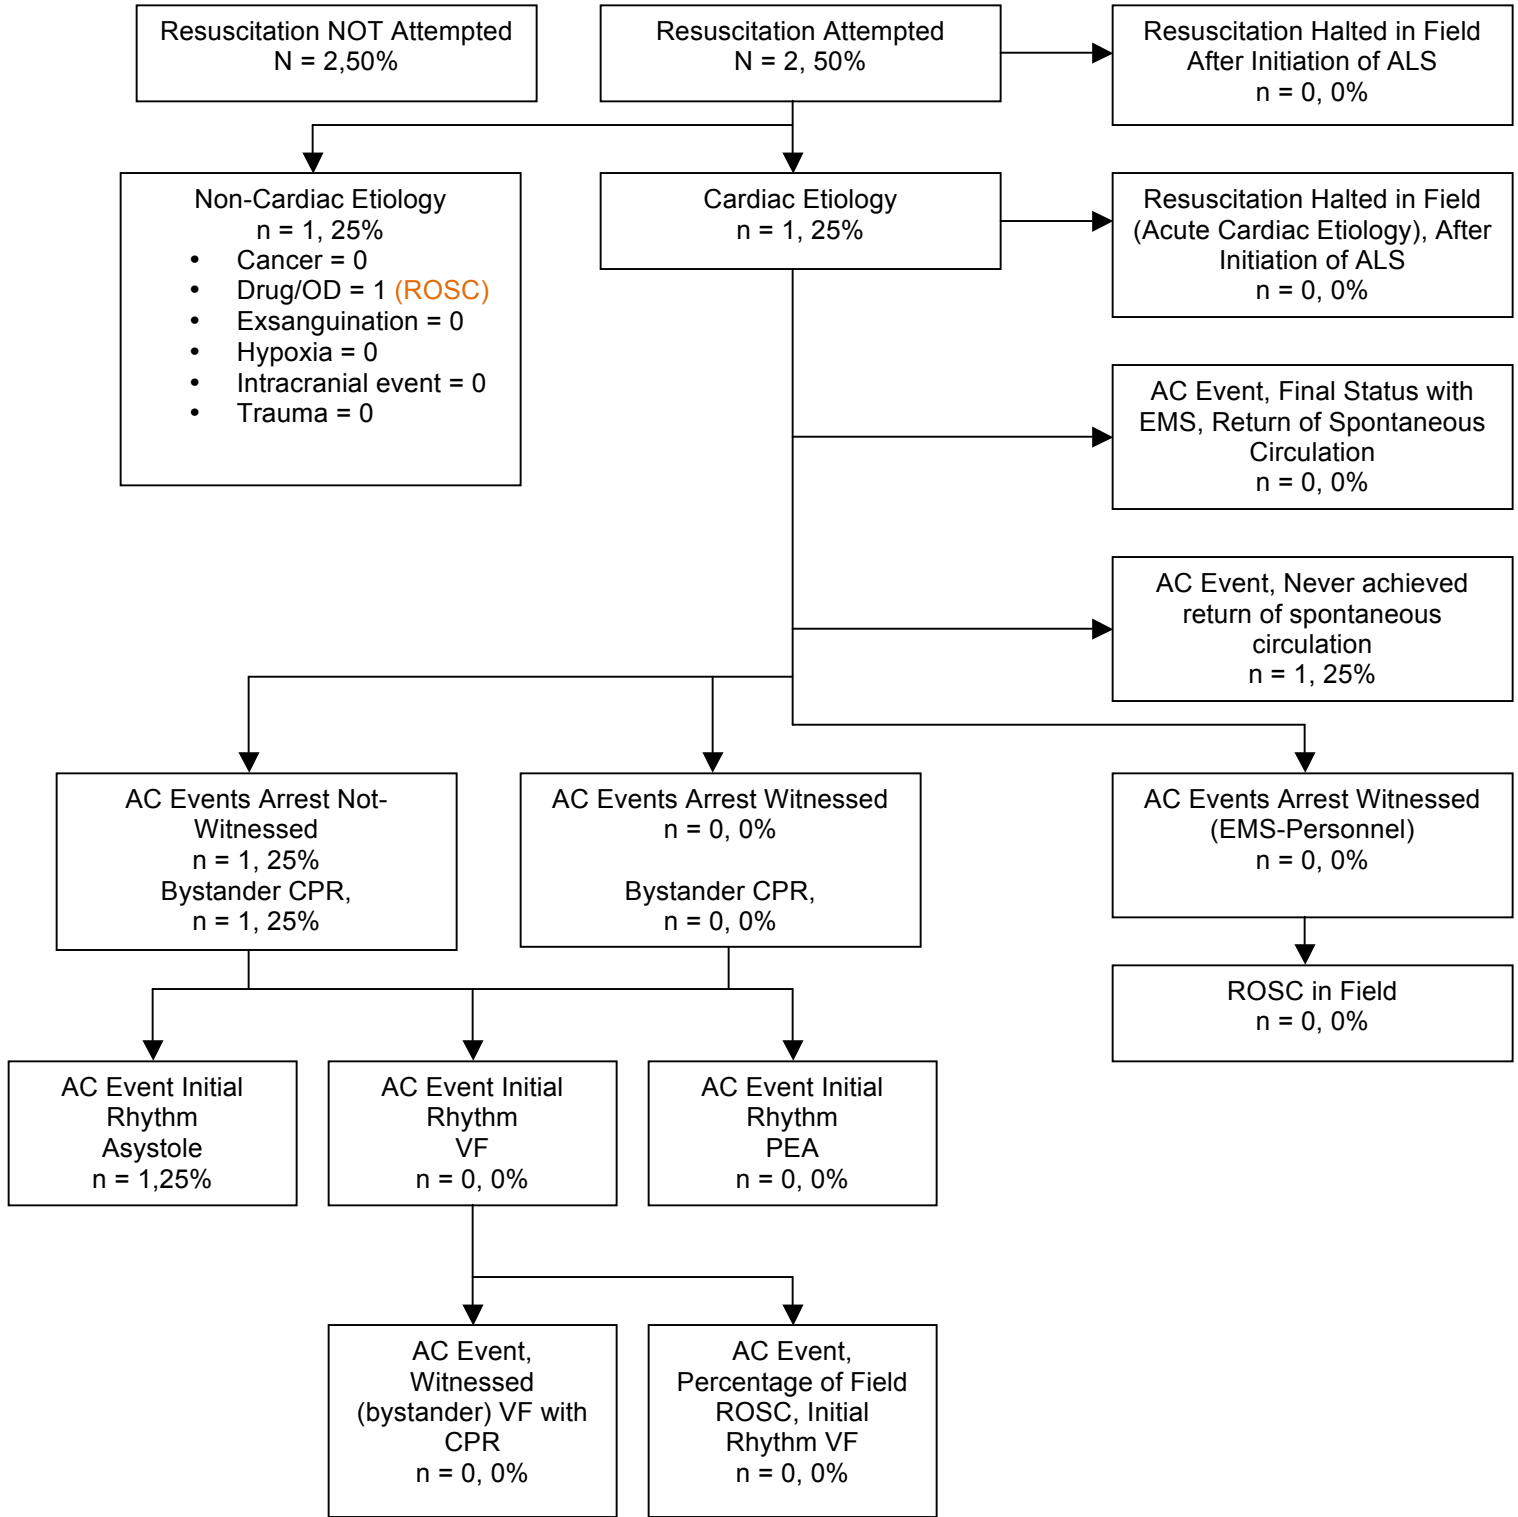 Resuscitation NOT Attempted
N = 2,50%
Resuscitation Attempted
N = 2, 50%
Resuscitation Halted in Field
After Initiation of ALS
n = 0, 0%
Non-Cardiac Etiology
n = 1, 25%
• Cancer = 0
• Drug/OD = 1 (ROSC)
• Exsanguination = 0
• Hypoxia = 0
• Intracranial event = 0
• Trauma = 0
Cardiac Etiology
n = 1, 25%
Resuscitation Halted in Field
(Acute Cardiac Etiology), After
Initiation of ALS
n = 0, 0%
AC Event, Final Status with
EMS, Return of Spontaneous
Circulation
n = 0, 0%
AC Event, Never achieved
return of spontaneous
circulation
n = 1, 25%
AC Events Arrest Not-
Witnessed
n = 1, 25%
Bystander CPR,
n = 1, 25%
AC Events Arrest Witnessed
n = 0, 0%
Bystander CPR,
n = 0, 0%
AC Events Arrest Witnessed
(EMS-Personnel)
n = 0, 0%
ROSC in Field
n = 0, 0%
AC Event Initial
Rhythm
Asystole
n = 1,25%
AC Event Initial
Rhythm
VF
n = 0, 0%
AC Event Initial
Rhythm
PEA
n = 0, 0%
AC Event,
Witnessed
(bystander) VF with
CPR
n = 0, 0%
AC Event,
Percentage of Field
ROSC, Initial
Rhythm VF
n = 0, 0%